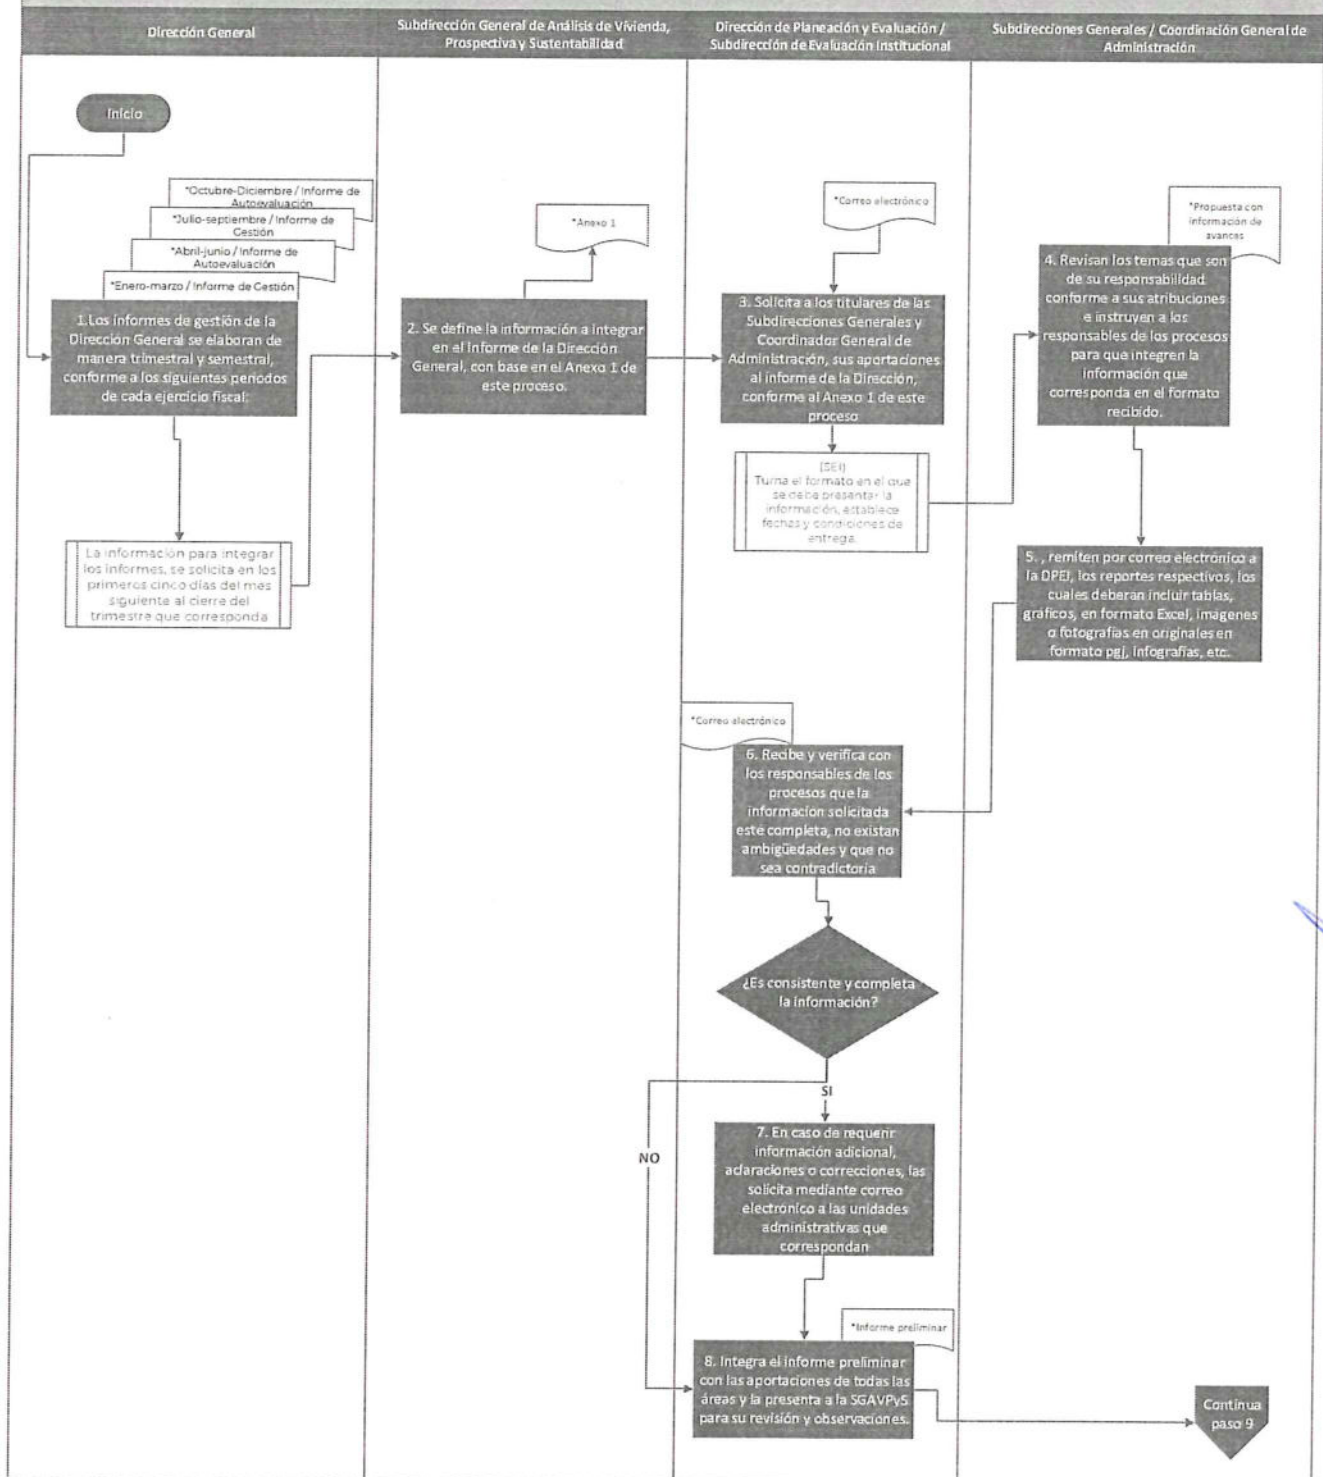 Dirección General
Subdirección General de Análisis de Vivienda,
Prospectiva y Sustentabilidad
Dirección de Planeación y Evaluación /
Subdirección de Evaluación Institucional
Subdirecciones Generales / Coordinación General de
Administración
Inicio
*Octubre-Diciembre / Informe de
Autoevaluación
*Julio-septiembre / Informe de
Gestión
*Abril-junio / Informe de
Autoevaluación
*Enero-marzo / Informe de Gestión
1.Los informes de gestión de la
Dirección General se elaboran de
manera trimestral y semestral,
conforme a los siguientes periodos
de cada ejercicio fiscal:
La información para integrar
los informes, se solicita en los
primeros cinco días del mes
siguiente al cierre del
trimestre que corresponda
*Anexo 1
2. Se define la información a integrar
en el Informe de la Dirección
General, con base en el Anexo 1 de
este proceso.
*Correo electrónico
3. Solicita a los titulares de las
Subdirecciones Generales y
Coordinador General de
Administración, sus aportaciones
al informe de la Dirección,
conforme al Anexo 1 de este
proceso
(SEI)
Turna el formato en el que
se debe presentar la
información, establece
fechas y condiciones de
entrega.
*Propuesta con
información de
avances
4. Revisan los temas que son
de su responsabilidad
conforme a sus atribuciones
e instruyen a los
responsables de los procesos
para que integren la
información que
corresponda en el formato
recibido.
5. , remiten por correo electrónico a
la DPEI, los reportes respectivos, los
cuales deberan incluir tablas,
gráficos, en formato Excel, imágenes
o fotografías en originales en
formato pgj, infografías, etc.
*Correo electrónico
6. Recibe y verifica con
los responsables de los
procesos que la
informacion solicitada
este completa, no existan
ambigüedades y que no
sea contradictoria
¿Es consistente y completa
la información?
SI
NO
7. En caso de requerir
información adicional,
aclaraciones o correcciones, las
solicita mediante correo
electrónico a las unidades
administrativas que
correspondan
*Informe preliminar
8. Integra el informe preliminar
con las aportaciones de todas las
áreas y la presenta a la SGAVPyS
para su revisión y observaciones.
Continua
paso 9